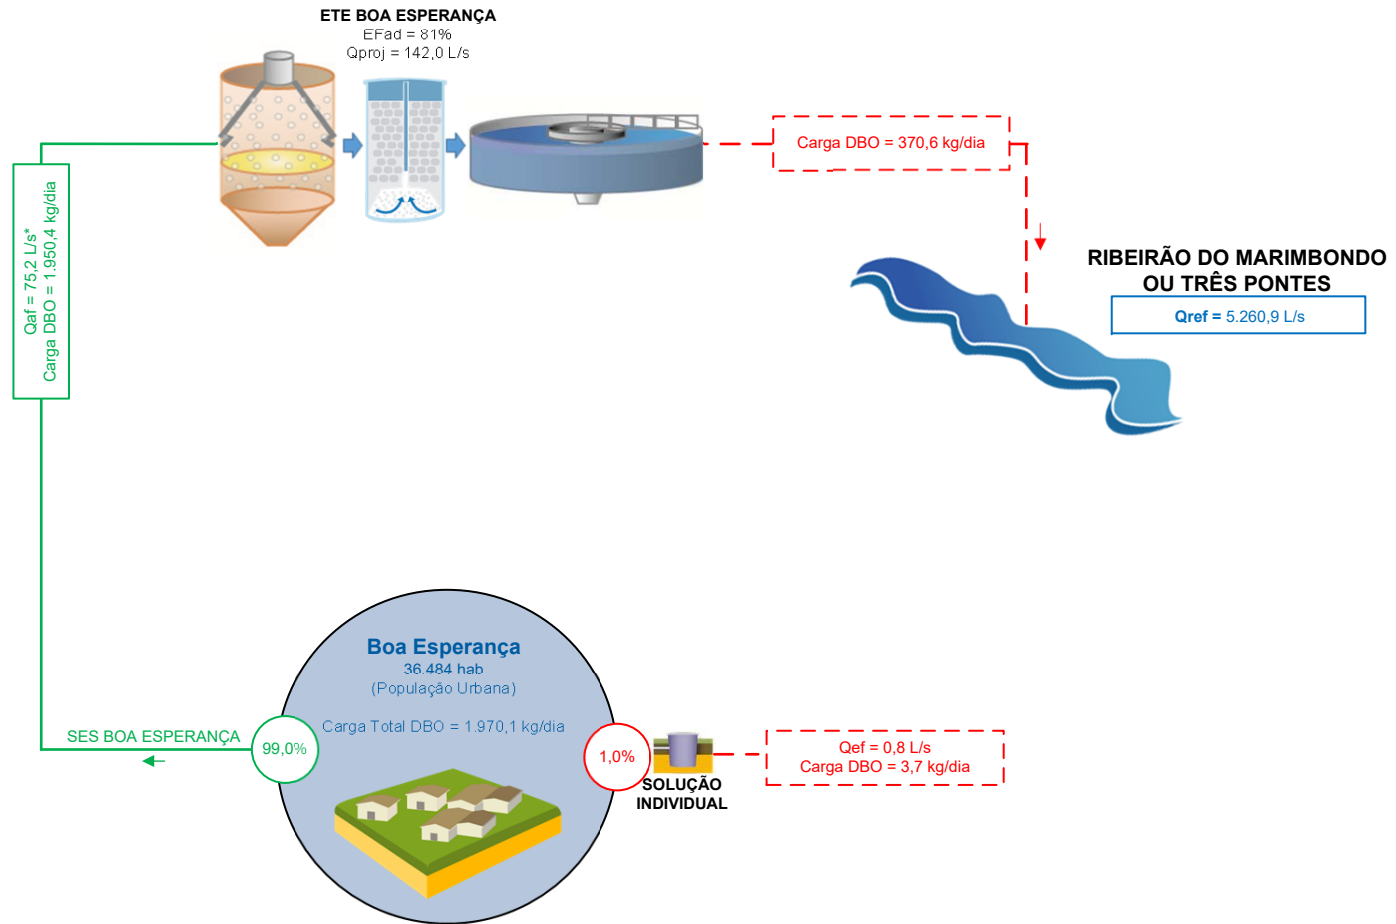 ETE BOA ESPERANÇA
EFad = 81%
Qproj = 142,0 L/s
Carga DBO = 370,6 kg/dia
Qaf = 75,2 L/s*
Carga DBO = 1.950,4 kg/dia
RIBEIRÃO DO MARIMBONDO
OU TRÊS PONTES
Qref = 5.260,9 L/s
Boa Esperança
36.484 hab
(População Urbana)
Carga Total DBO = 1.970,1 kg/dia
SES BOA ESPERANÇA
99,0%
1,0%
SOLUÇÃO
INDIVIDUAL
Qef = 0,8 L/s
Carga DBO = 3,7 kg/dia